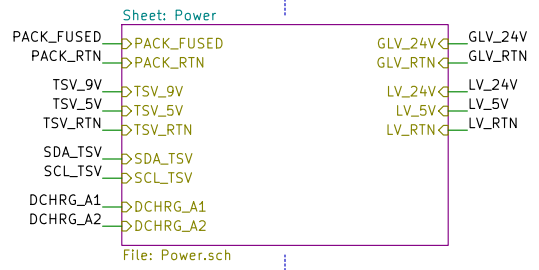 Sheet: Power
PACK_FUSED PACK_FUSED GLV_24V GLV_24V
PACK_RTN PACK_RTN GLV_RTN GLV_RTN
TSV_9V TSV_9V LV_24V LV_24V
TSV_5V TSV_5V LV_5V LV_5V
TSV_RTN TSV_RTN LV_RTN LV_RTN
SDA_TSV SDA_TSV
SCL_TSV SCL_TSV
DCHRG_A1 DCHRG_A1
DCHRG_A2 DCHRG_A2
File: Power.sch